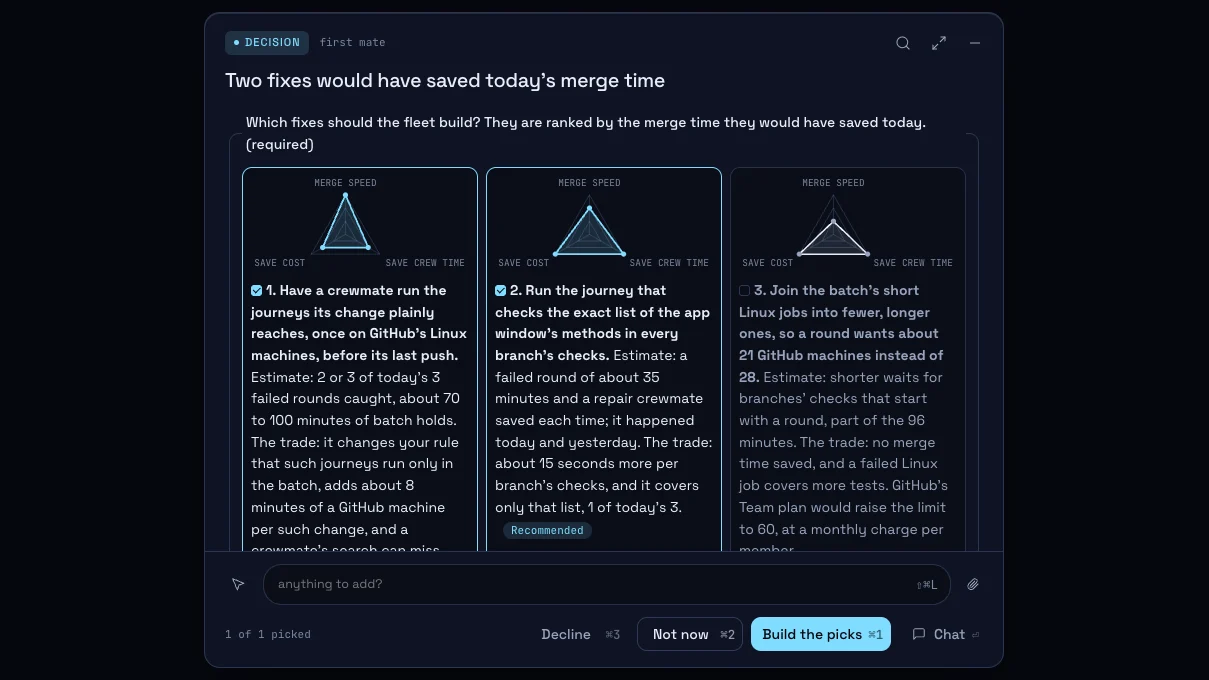 DECISION first mate
Two fixes would have saved today's merge time
Which fixes should the fleet build? They are ranked by the merge time they would have saved today.
(required)
MERGE SPEED
SAVE COST SAVE CREW TIME
1. Have a crewmate run the
journeys its change plainly
reaches, once on GitHub's Linux
machines, before its last push.
Estimate: 2 or 3 of today's 3
failed rounds caught, about 70
to 100 minutes of batch holds.
The trade: it changes your rule
that such journeys run only in
the batch, adds about 8
minutes of a GitHub machine
per such change, and a
crewmate's search can miss
MERGE SPEED
SAVE COST SAVE CREW TIME
2. Run the journey that
checks the exact list of the app
window's methods in every
branch's checks. Estimate: a
failed round of about 35
minutes and a repair crewmate
saved each time; it happened
today and yesterday. The trade:
about 15 seconds more per
branch's checks, and it covers
only that list, 1 of today's 3.
Recommended
MERGE SPEED
SAVE COST SAVE CREW TIME
3. Join the batch's short
Linux jobs into fewer, longer
ones, so a round wants about
21 GitHub machines instead of
28. Estimate: shorter waits for
branches' checks that start
with a round, part of the 96
minutes. The trade: no merge
time saved, and a failed Linux
job covers more tests. GitHub's
Team plan would raise the limit
to 60, at a monthly charge per
member
anything to add? ⇧⌘L
1 of 1 picked Decline ⌘3 Not now ⌘2 Build the picks ⌘1 Chat ⏎